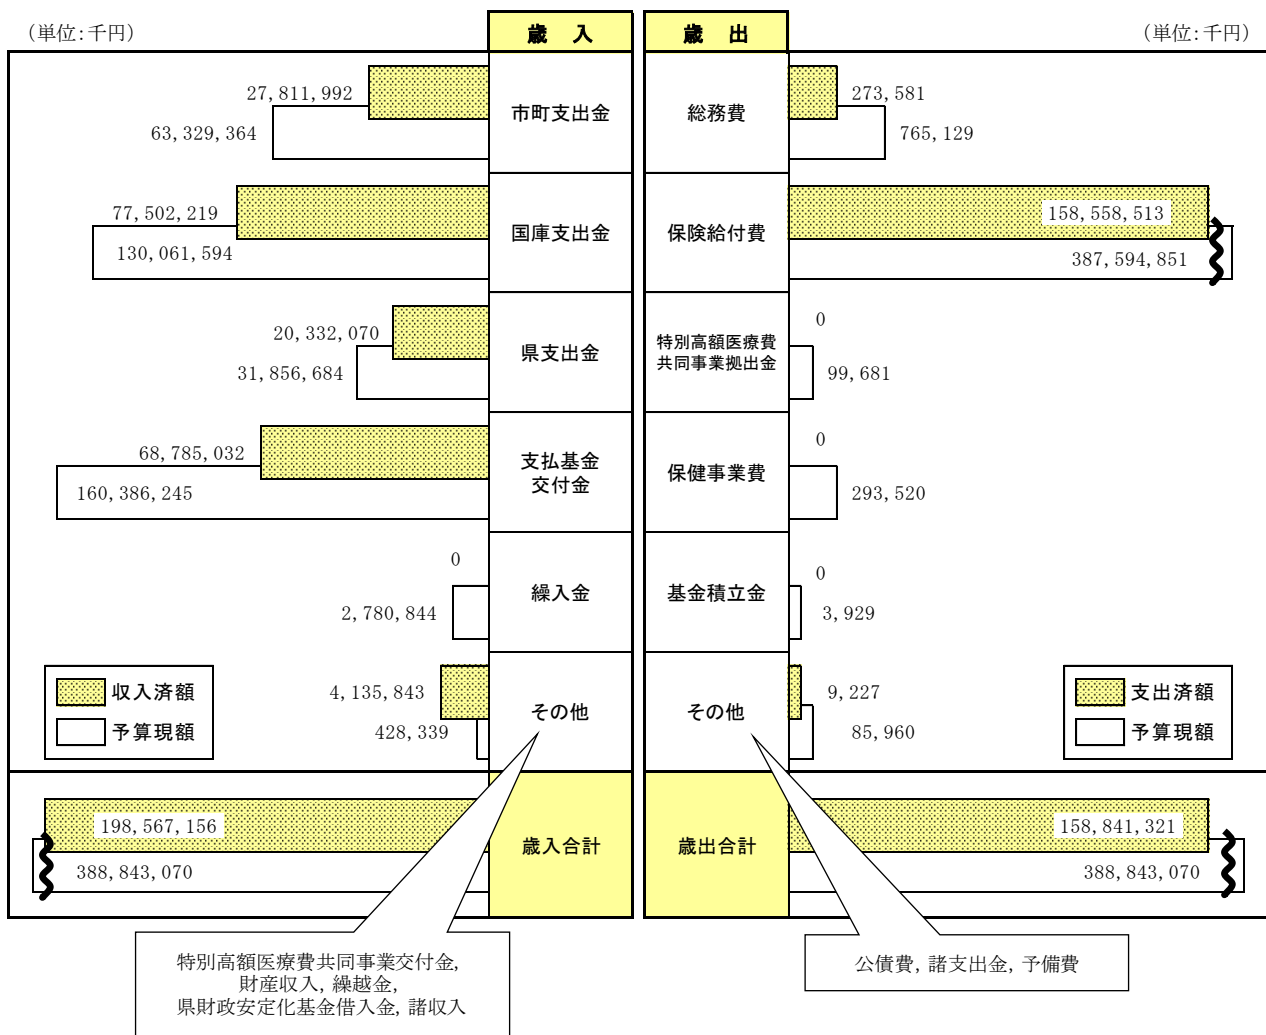 (単位:千円)
歳 入
歳 出
(単位:千円)
27,811,992
63,329,364
市町支出金
総務費
273,581
765,129
77,502,219
130,061,594
国庫支出金
保険給付費
158,558,513
387,594,851
20,332,070
31,856,684
県支出金
特別高額医療費
共同事業拠出金
0
99,681
68,785,032
160,386,245
支払基金
交付金
保健事業費
0
293,520
0
2,780,844
繰入金
基金積立金
0
3,929
収入済額
予算現額
4,135,843
428,339
その他
その他
9,227
85,960
支出済額
予算現額
198,567,156
388,843,070
歳入合計
歳出合計
158,841,321
388,843,070
特別高額医療費共同事業交付金,
財産収入, 繰越金,
県財政安定化基金借入金, 諸収入
公債費, 諸支出金, 予備費